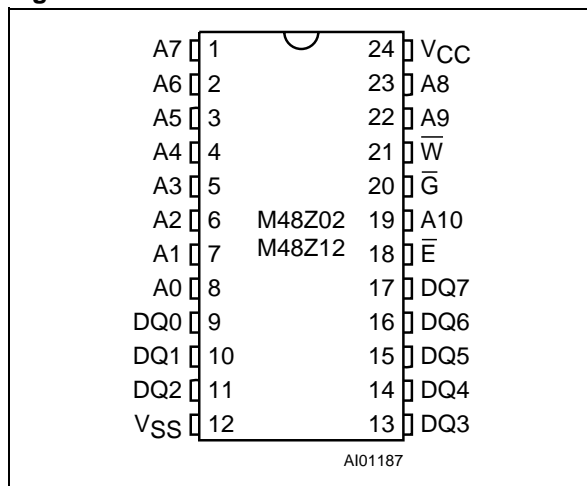 A7 1 24 VCC
A6 2 23 A8
A5 3 22 A9
A4 4 21 W̅
A3 5 20 G̅
A2 6 M48Z02 19 A10
A1 7 M48Z12 18 E̅
A0 8 17 DQ7
DQ0 9 16 DQ6
DQ1 10 15 DQ5
DQ2 11 14 DQ4
VSS 12 13 DQ3
AI01187